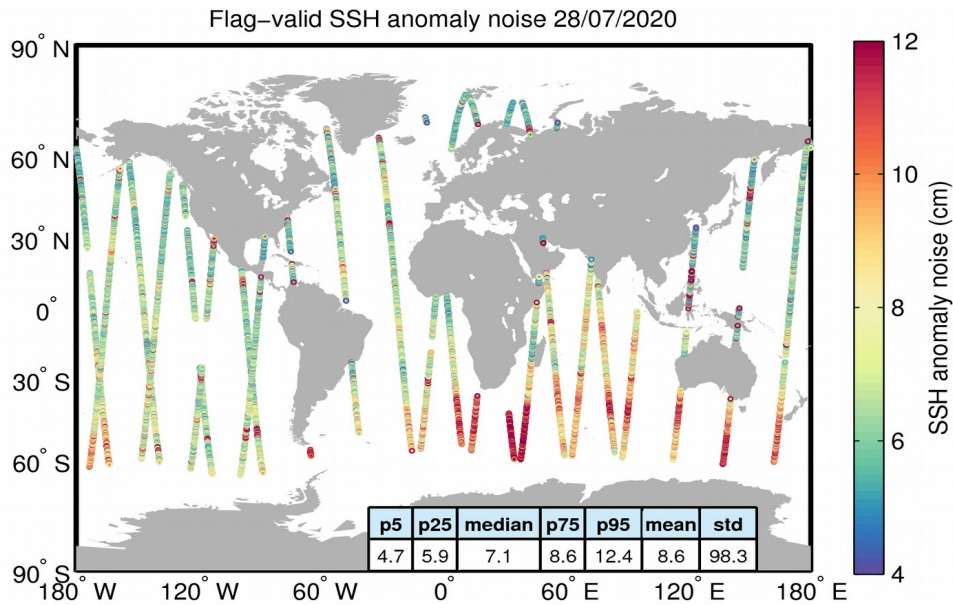 Flag−valid SSH anomaly noise 28/07/2020
90° N
60° N
30° N
0°
30° S
60° S
90° S
180° W
120° W
60° W
0°
60° E
120° E
180° E
p5 p25 median p75 p95 mean std
4.7 5.9 7.1 8.6 12.4 8.6 98.3
12
10
8
6
4
SSH anomaly noise (cm)